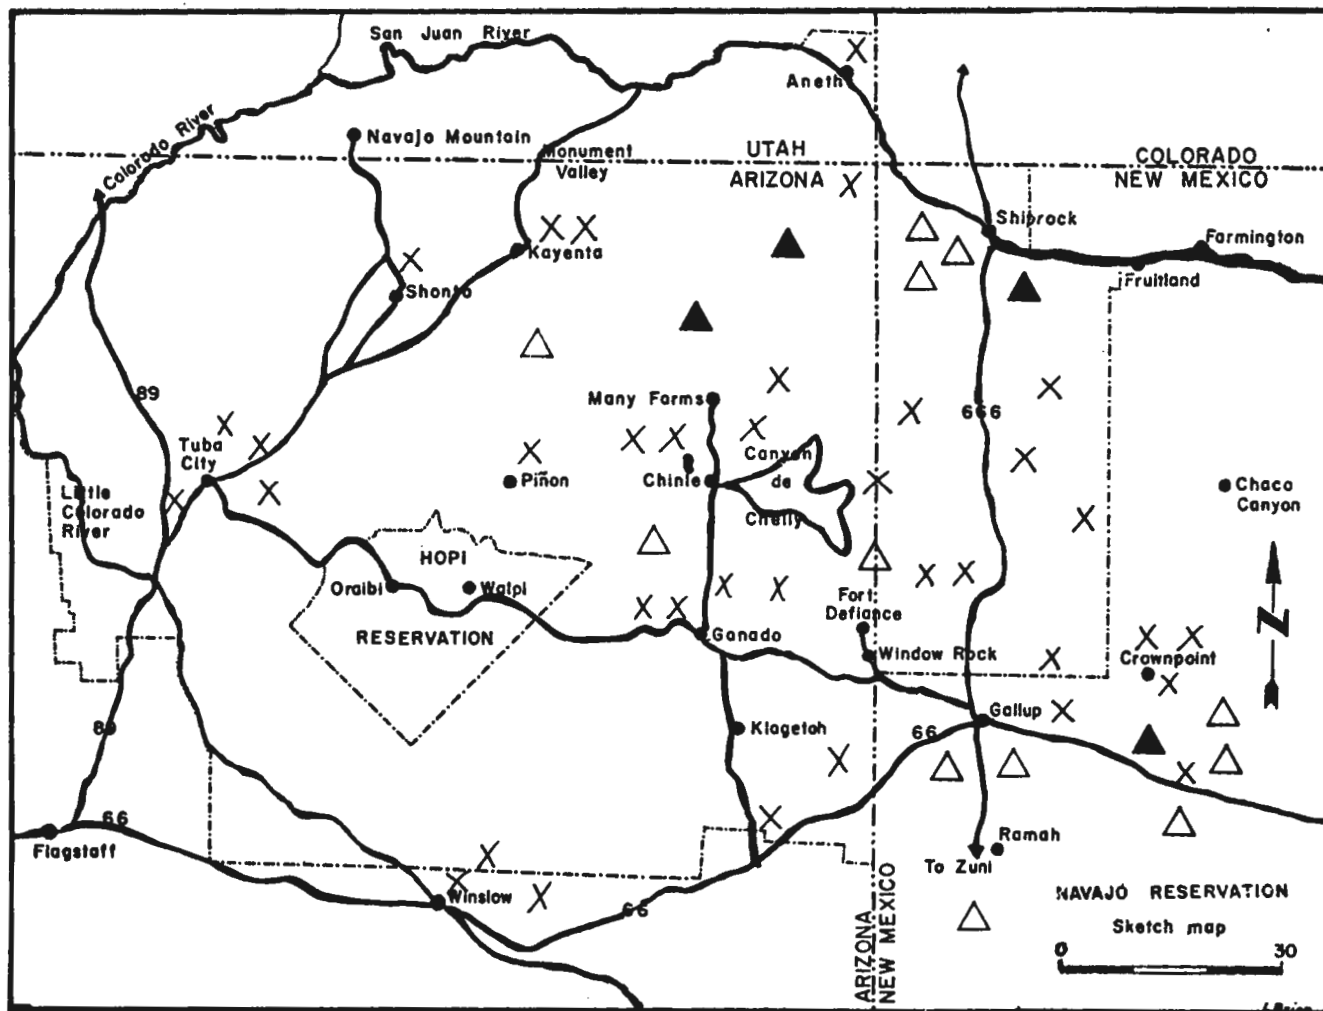 San Juan River
Aneth
Colorado River
Navajo Mountain
Monument
Valley
UTAH
ARIZONA
COLORADO
NEW MEXICO
Shiprock
Farmington
Fruitland
Kayenta
Shonto
89
Many Farms
666
Tuba
City
Piñon
Chinle
Canyon
de
Chelly
Chaco
Canyon
Little
Colorado
River
HOPI
Oraibi
Walpi
RESERVATION
Fort
Defiance
Ganado
Window Rock
Crownpoint
N
Gallup
Klagetoh
66
89
66
Flagstaff
Ramah
To Zuni
Winslow
66
ARIZONA
NEW MEXICO
NAVAJO RESERVATION
Sketch map
0 30